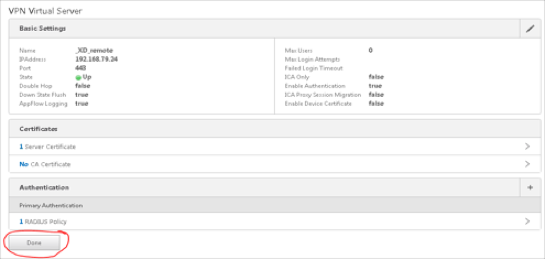 VPN Virtual Server
Basic Settings
Name _XD_remote
IPAddress 192.168.79.24
Port 443
State Up
Double Hop false
Down State Flush true
AppFlow Logging true
Max Users 0
Max Login Attempts
Failed Login Timeout
ICA Only false
Enable Authentication true
ICA Proxy Session Migration false
Enable Device Certificate false
Certificates
1 Server Certificate
No CA Certificate
Authentication
Primary Authentication
1 RADIUS Policy
Done